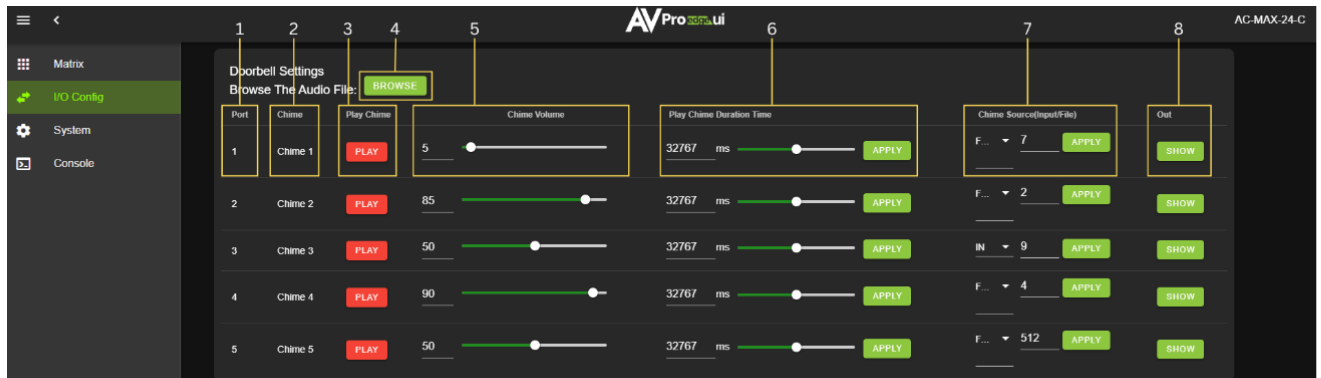 AVPro edge.ui
AC-MAX-24-C
1 2 3 4 5 6 7 8
Matrix
I/O Config
System
Console
Doorbell Settings
Browse The Audio File: BROWSE
Port Chime Play Chime Chime Volume Play Chime Duration Time Chime Source(Input/File) Out
1 Chime 1 PLAY 5 32767 ms APPLY F... 7 APPLY SHOW
2 Chime 2 PLAY 85 32767 ms APPLY F... 2 APPLY SHOW
3 Chime 3 PLAY 50 32767 ms APPLY IN 9 APPLY SHOW
4 Chime 4 PLAY 90 32767 ms APPLY F... 4 APPLY SHOW
5 Chime 5 PLAY 50 32767 ms APPLY F... 512 APPLY SHOW